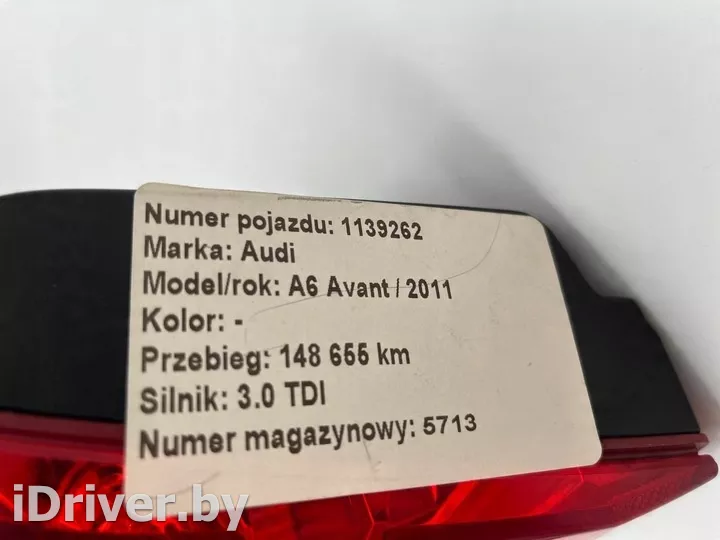 Numer pojazdu: 1139262
Marka: Audi
Model/rok: A6 Avant / 2011
Kolor: -
Przebieg: 148 655 km
Silnik: 3.0 TDI
Numer magazynowy: 5713
iDriver.by